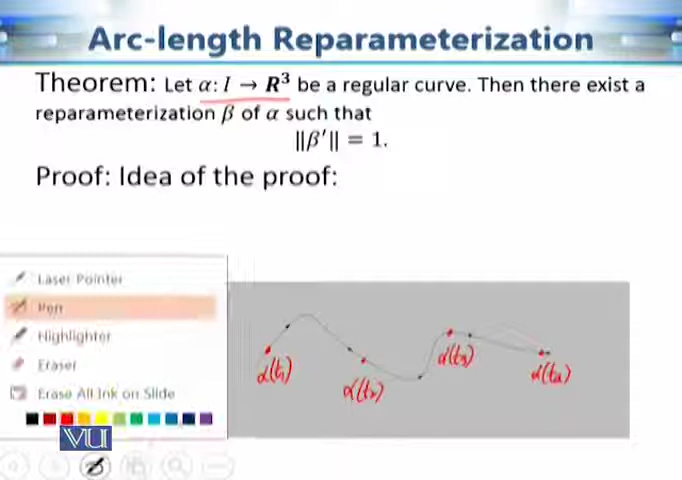 Arc-length Reparameterization
Theorem: Let α: I → R³ be a regular curve. Then there exist a
reparameterization β of α such that
||β′|| = 1.
Proof: Idea of the proof:
Laser Pointer
Pen
Highlighter
Eraser
Erase All Ink on Slide
VU
α(t₁)
α(t₂)
α(t₃)
α(t₄)